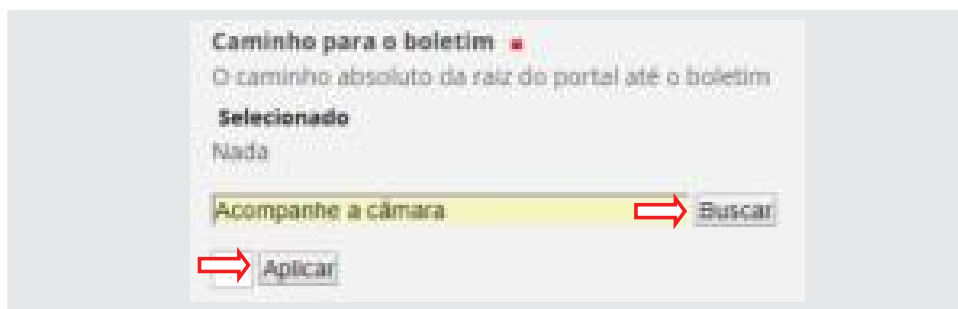 Caminho para o boletim
O caminho absoluto da raiz do portal até o boletim
Selecionado
Nada
Acompanhe a câmara Buscar
Aplicar